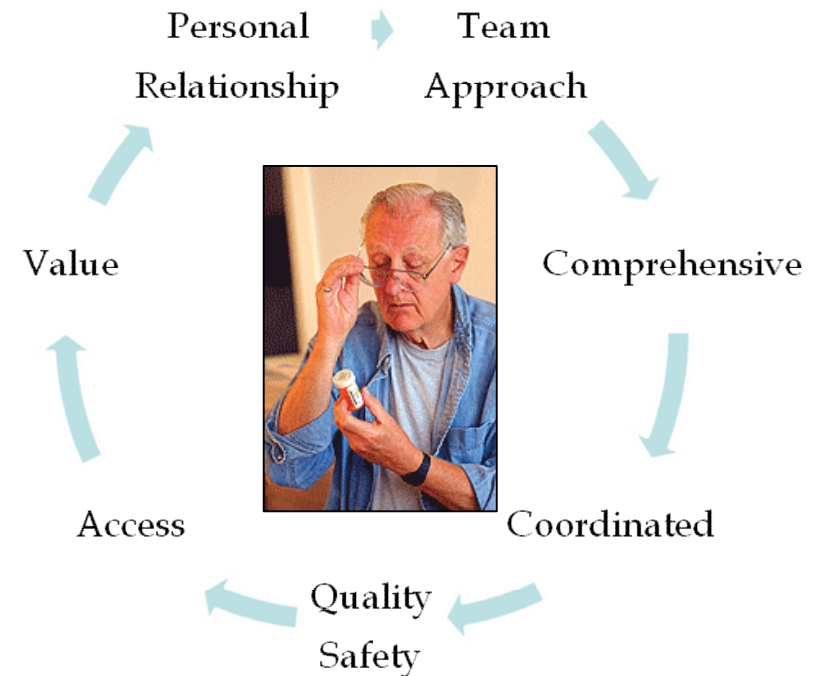 Personal
Relationship
Team
Approach
Comprehensive
Coordinated
Quality
Safety
Access
Value